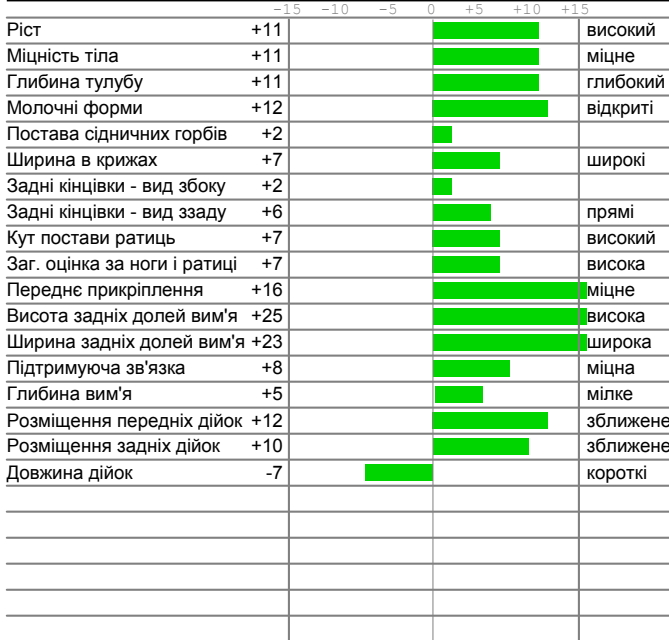 -15 -10 -5 0 +5 +10 +15
Ріст +11 високий
Міцність тіла +11 міцне
Глибина тулубу +11 глибокий
Молочні форми +12 відкриті
Постава сідничних горбів +2
Ширина в крижах +7 широкі
Задні кінцівки - вид збоку +2
Задні кінцівки - вид ззаду +6 прямі
Кут постави ратиць +7 високий
Заг. оцінка за ноги і ратиці +7 висока
Переднє прикріплення +16 міцне
Висота задніх долей вим'я +25 висока
Ширина задніх долей вим'я +23 широка
Підтримуюча зв'язка +8 міцна
Глибина вим'я +5 мілке
Розміщення передніх дійок +12 зближене
Розміщення задніх дійок +10 зближене
Довжина дійок -7 короткі